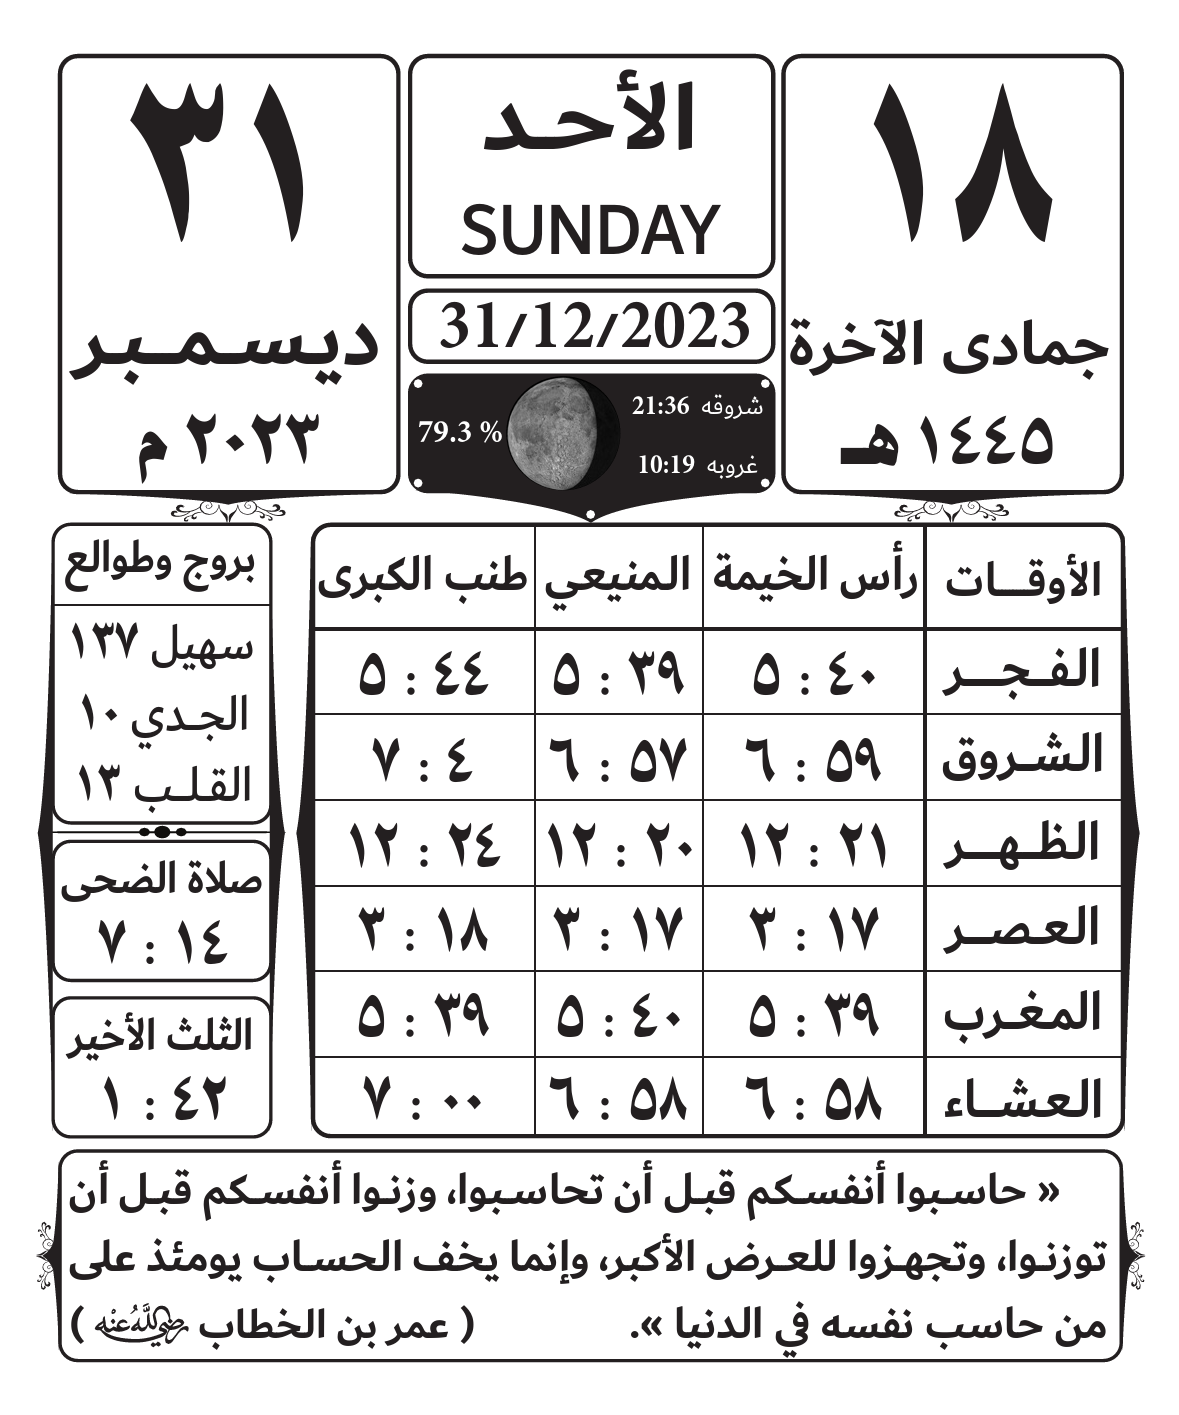 ١٨
جمادى الآخرة
١٤٤٥ هـ
الأحد
SUNDAY
31/12/2023
شروقه 21:36
غروبه 10:19
79.3 %
٣١
ديسمبر
٢٠٢٣ م
الأوقات رأس الخيمة المنيعي طنب الكبرى
الفجر ٥ : ٤٠ ٥ : ٣٩ ٥ : ٤٤
الشروق ٦ : ٥٩ ٦ : ٥٧ ٧ : ٤
الظهر ١٢ : ٢١ ١٢ : ٢٠ ١٢ : ٢٤
العصر ٣ : ١٧ ٣ : ١٧ ٣ : ١٨
المغرب ٥ : ٣٩ ٥ : ٤٠ ٥ : ٣٩
العشاء ٦ : ٥٨ ٦ : ٥٨ ٧ : ٠٠
بروج وطوالع
سهيل ١٣٧
الجدي ١٠
القلب ١٣
صلاة الضحى
٧ : ١٤
الثلث الأخير
١ : ٤٢
« حاسبوا أنفسكم قبل أن تحاسبوا، وزنوا أنفسكم قبل أن
توزنوا، وتجهزوا للعرض الأكبر، وإنما يخف الحساب يومئذ على
من حاسب نفسه في الدنيا ». ( عمر بن الخطاب رضي الله عنه )